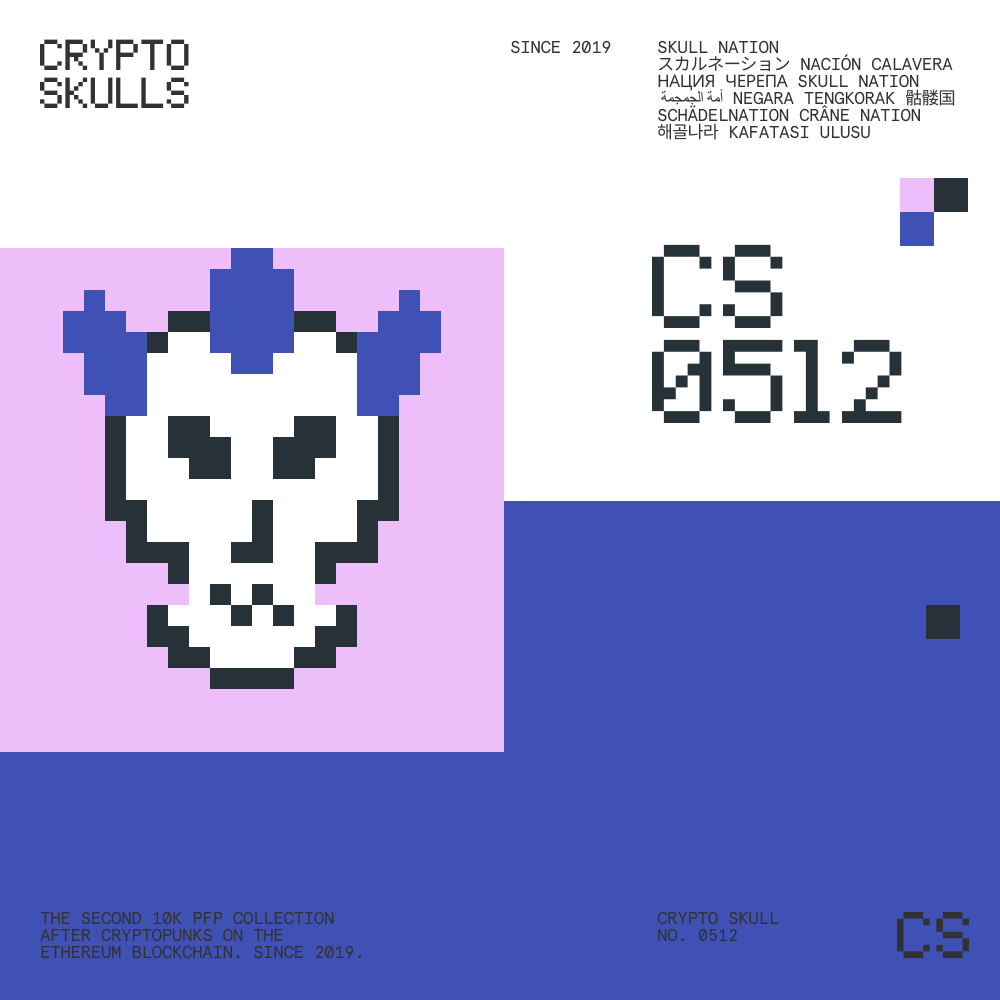 CRYPTO
SKULLS
SINCE 2019
SKULL NATION
スカルネーション NACIÓN CALAVERA
НАЦИЯ ЧЕРЕПА SKULL NATION
أمة الجمجمة NEGARA TENGKORAK 骷髅国
SCHÄDELNATION CRÂNE NATION
해골나라 KAFATASI ULUSU
CS
0512
THE SECOND 10K PFP COLLECTION
AFTER CRYPTOPUNKS ON THE
ETHEREUM BLOCKCHAIN. SINCE 2019.
CRYPTO SKULL
NO. 0512
CS